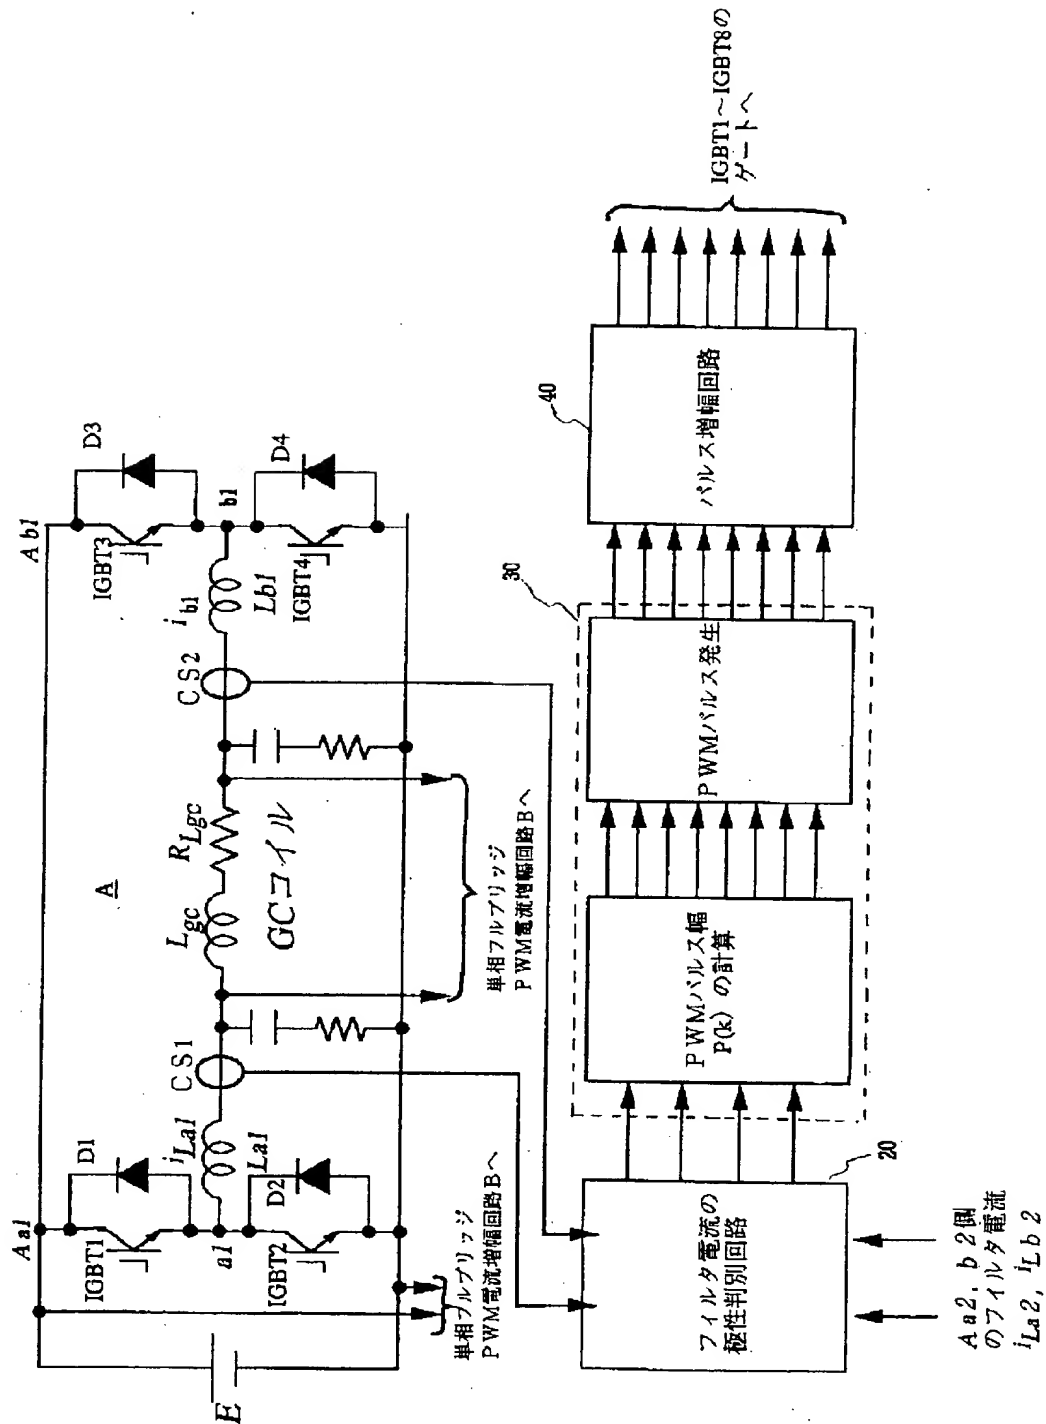 A
Aa1
Ab1
E
IGBT1
D1
a1
IGBT2
D2
iLa1
La1
CS1
Lgc
RLgc
GCコイル
CS2
ib1
Lb1
IGBT3
D3
b1
IGBT4
D4
単相フルブリッジ
PWM電流増幅回路Bへ
単相フルブリッジ
PWM電流増幅回路Bへ
フィルタ電流の
極性判別回路
20
PWMパルス幅
P(k)の計算
30
PWMパルス発生
40
パルス増幅回路
IGBT1～IGBT8の
ゲートへ
Aa2, b2側
のフィルタ電流
iLa2, iLb2